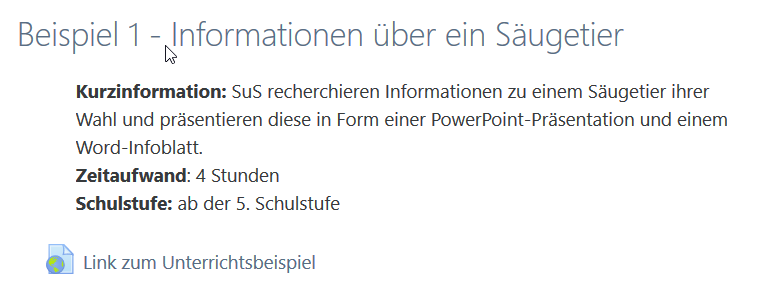 Beispiel 1 - Informationen über ein Säugetier
Kurzinformation: SuS recherchieren Informationen zu einem Säugetier ihrer
Wahl und präsentieren diese in Form einer PowerPoint-Präsentation und einem
Word-Infoblatt.
Zeitaufwand: 4 Stunden
Schulstufe: ab der 5. Schulstufe
Link zum Unterrichtsbeispiel